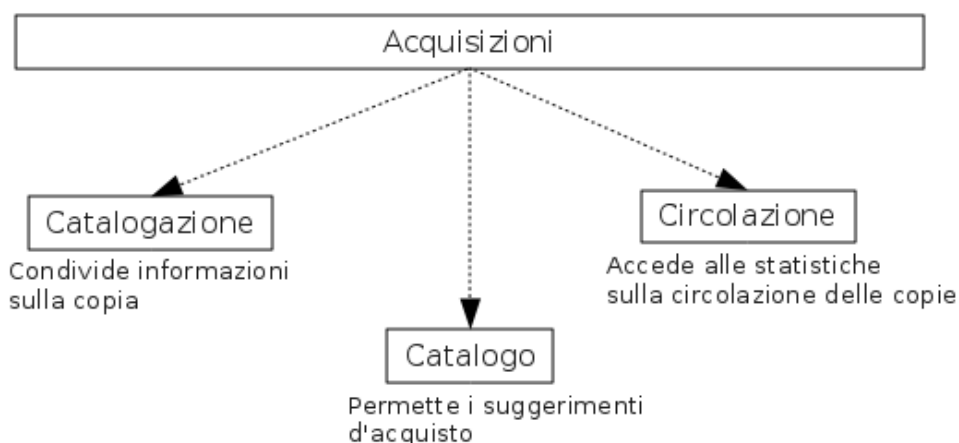 Acquisizioni
Catalogazione
Condivide informazioni
sulla copia
Circolazione
Accede alle statistiche
sulla circolazione delle copie
Catalogo
Permette i suggerimenti
d'acquisto